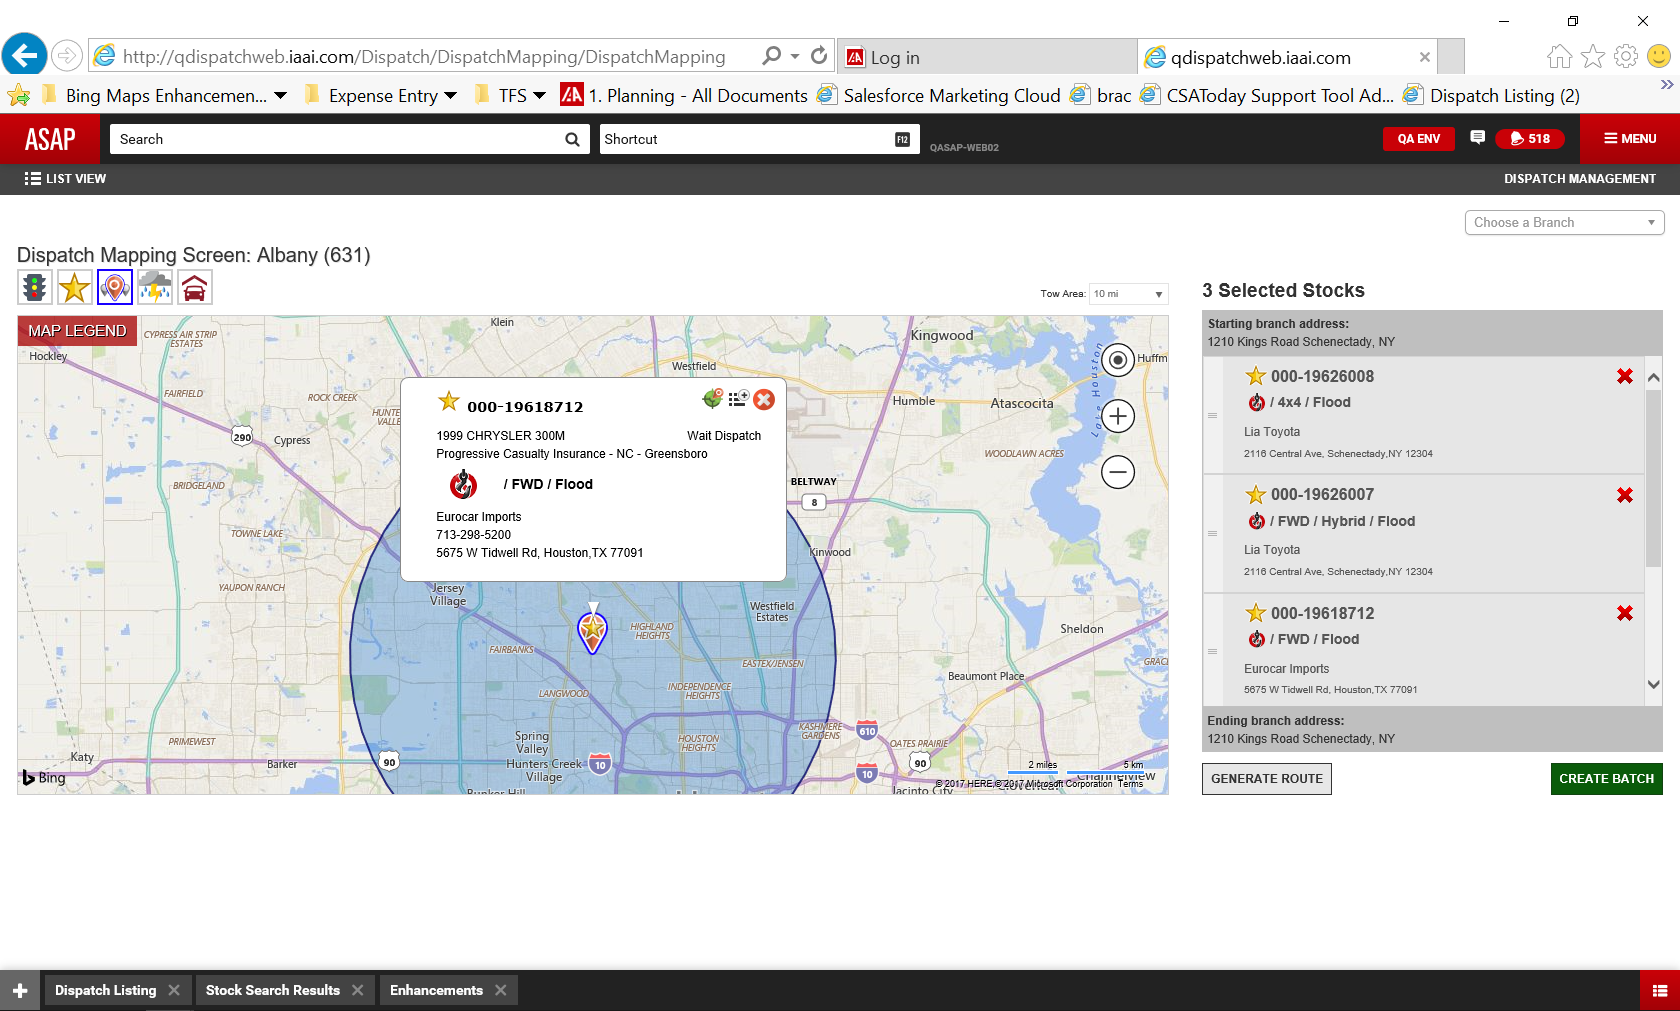 http://qdispatchweb.iaai.com/Dispatch/DispatchMapping/DispatchMapping
Log in
qdispatchweb.iaai.com
Bing Maps Enhancemen...
Expense Entry
TFS
1. Planning - All Documents
Salesforce Marketing Cloud
brac
CSAToday Support Tool Ad...
Dispatch Listing (2)
ASAP
Search
Shortcut
F12
QASAP-WEB02
QA ENV
518
MENU
LIST VIEW
DISPATCH MANAGEMENT
Choose a Branch
Dispatch Mapping Screen: Albany (631)
Tow Area:
10 mi
MAP LEGEND
CYPRESS AIR STRIP
ESTATES
Klein
Kingwood
Hockley
Westfield
Huffm
Lake Houston
FAIRFIELD
ROCK CREEK
Humble
Atascocita
290
Cypress
WOODLAWN ACRES
BRIDGELAND
BELTWAY
8
TOWNE LAKE
Kinwood
YAUPON RANCH
Jersey
Village
Westfield
Estates
HIGHLAND
HEIGHTS
Sheldon
FAIRBANKS
EASTEX/JENSEN
Beaumont Place
LANGWOOD
INDEPENDENCE
HEIGHTS
KASHMERE
GARDENS
610
PRIMEWEST
Spring
Valley
HOUSTON
HEIGHTS
OATES PRAIRIE
Katy
Barker
90
Hunters Creek
Village
10
10
90
2 miles
5 km
Bing
Channelview
Jacinto City
Cloverleaf
Bunker Hill
© 2017 HERE, © 2017 Microsoft Corporation Terms
000-19618712
1999 CHRYSLER 300M
Wait Dispatch
Progressive Casualty Insurance - NC - Greensboro
/ FWD / Flood
Eurocar Imports
713-298-5200
5675 W Tidwell Rd, Houston,TX 77091
3 Selected Stocks
Starting branch address:
1210 Kings Road Schenectady, NY
000-19626008
/ 4x4 / Flood
Lia Toyota
2116 Central Ave, Schenectady,NY 12304
000-19626007
/ FWD / Hybrid / Flood
Lia Toyota
2116 Central Ave, Schenectady,NY 12304
000-19618712
/ FWD / Flood
Eurocar Imports
5675 W Tidwell Rd, Houston,TX 77091
Ending branch address:
1210 Kings Road Schenectady, NY
GENERATE ROUTE
CREATE BATCH
Dispatch Listing
Stock Search Results
Enhancements